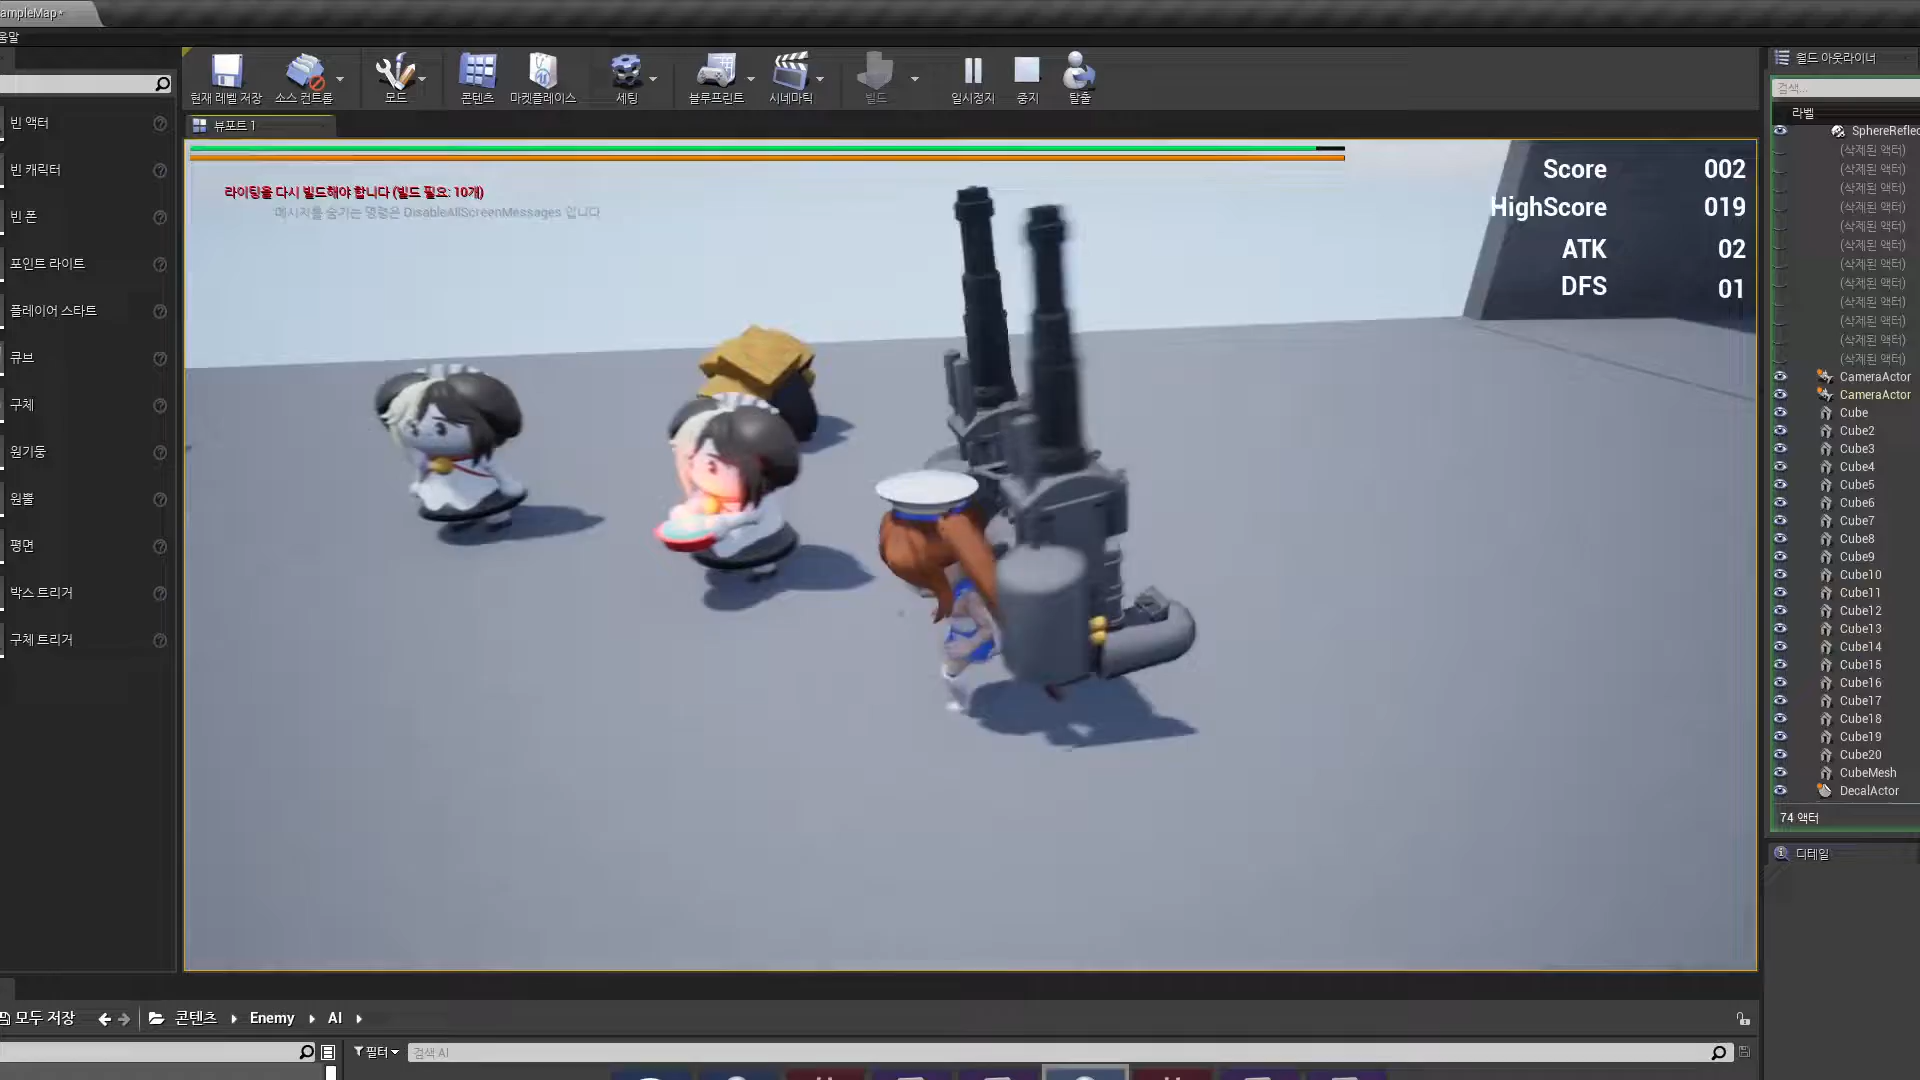 ampleMap*
움말
현재 레벨 저장
소스 컨트롤
모드
콘텐츠
마켓플레이스
세팅
블루프린트
시네마틱
빌드
일시정지
중지
탈출
빈 액터
빈 캐릭터
빈 폰
포인트 라이트
플레이어 스타트
큐브
구체
원기둥
원뿔
평면
박스 트리거
구체 트리거
뷰포트 1
라이팅을 다시 빌드해야 합니다 (빌드 필요: 10개)
메시지를 숨기는 명령은 DisableAllScreenMessages 입니다
Score 002
HighScore 019
ATK 02
DFS 01
월드 아웃라이너
검색...
라벨
SphereReflec
(삭제된 액터)
(삭제된 액터)
(삭제된 액터)
(삭제된 액터)
(삭제된 액터)
(삭제된 액터)
(삭제된 액터)
(삭제된 액터)
(삭제된 액터)
(삭제된 액터)
(삭제된 액터)
(삭제된 액터)
CameraActor
CameraActor
Cube
Cube2
Cube3
Cube4
Cube5
Cube6
Cube7
Cube8
Cube9
Cube10
Cube11
Cube12
Cube13
Cube14
Cube15
Cube16
Cube17
Cube18
Cube19
Cube20
CubeMesh
DecalActor
74 액터
디테일
모두 저장
콘텐츠 Enemy AI
필터
검색 AI